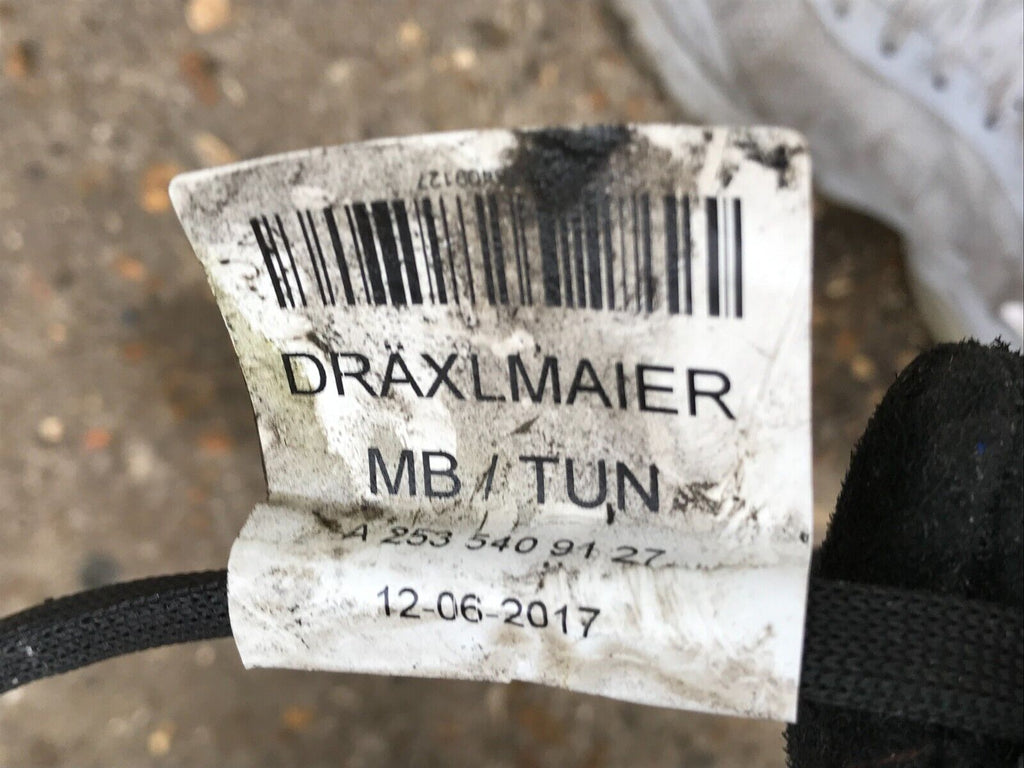 DRÄXLMAIER
MB / TUN
A 253 540 91 27
12-06-2017